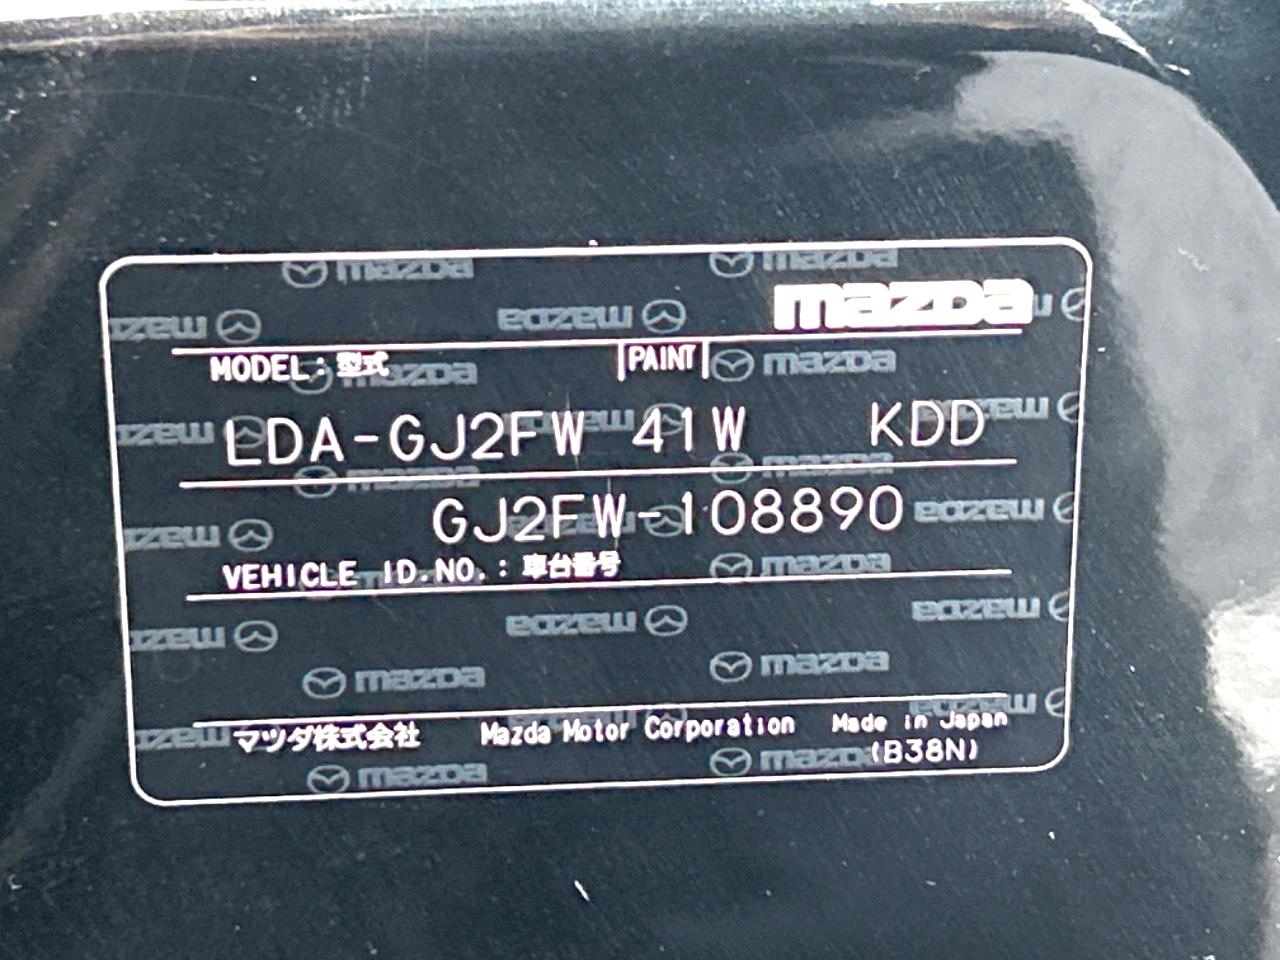 mazda
MODEL: 型式 PAINT
LDA-GJ2FW 41W KDD
GJ2FW-108890
VEHICLE ID.NO.: 車台番号
マツダ株式会社 Mazda Motor Corporation Made in Japan
(B38N)